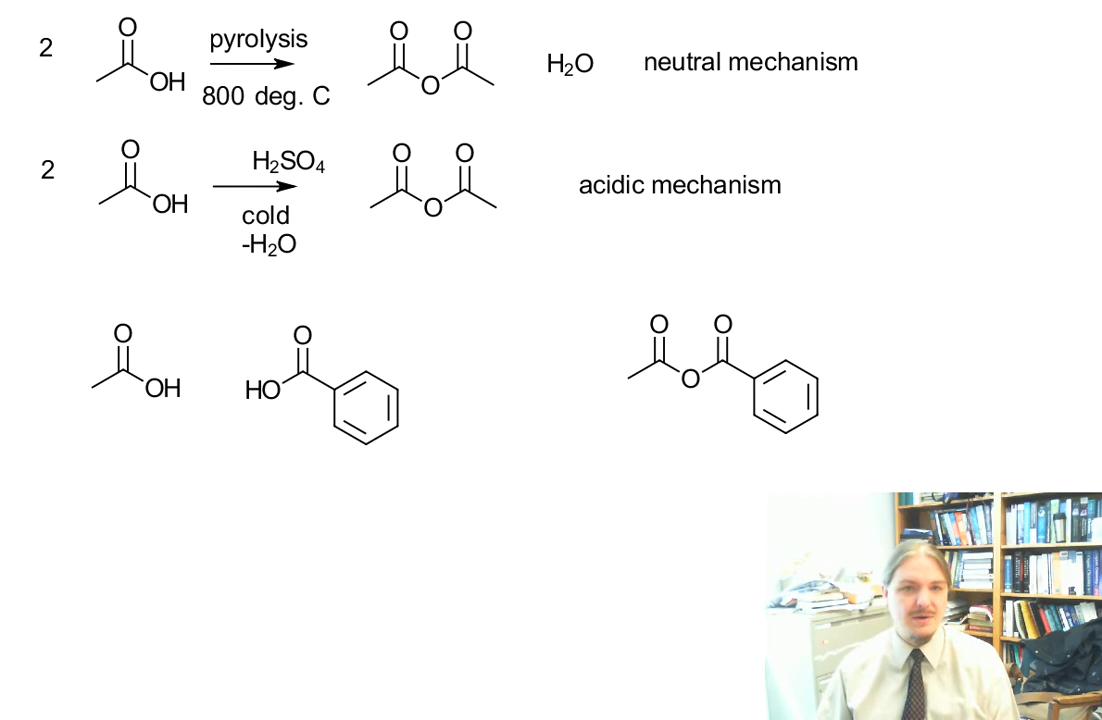 2
O
OH
pyrolysis
800 deg. C
O O
O
H₂O
neutral mechanism
2
O
OH
H₂SO₄
cold
-H₂O
O O
O
acidic mechanism
O
OH
O
HO
O O
O